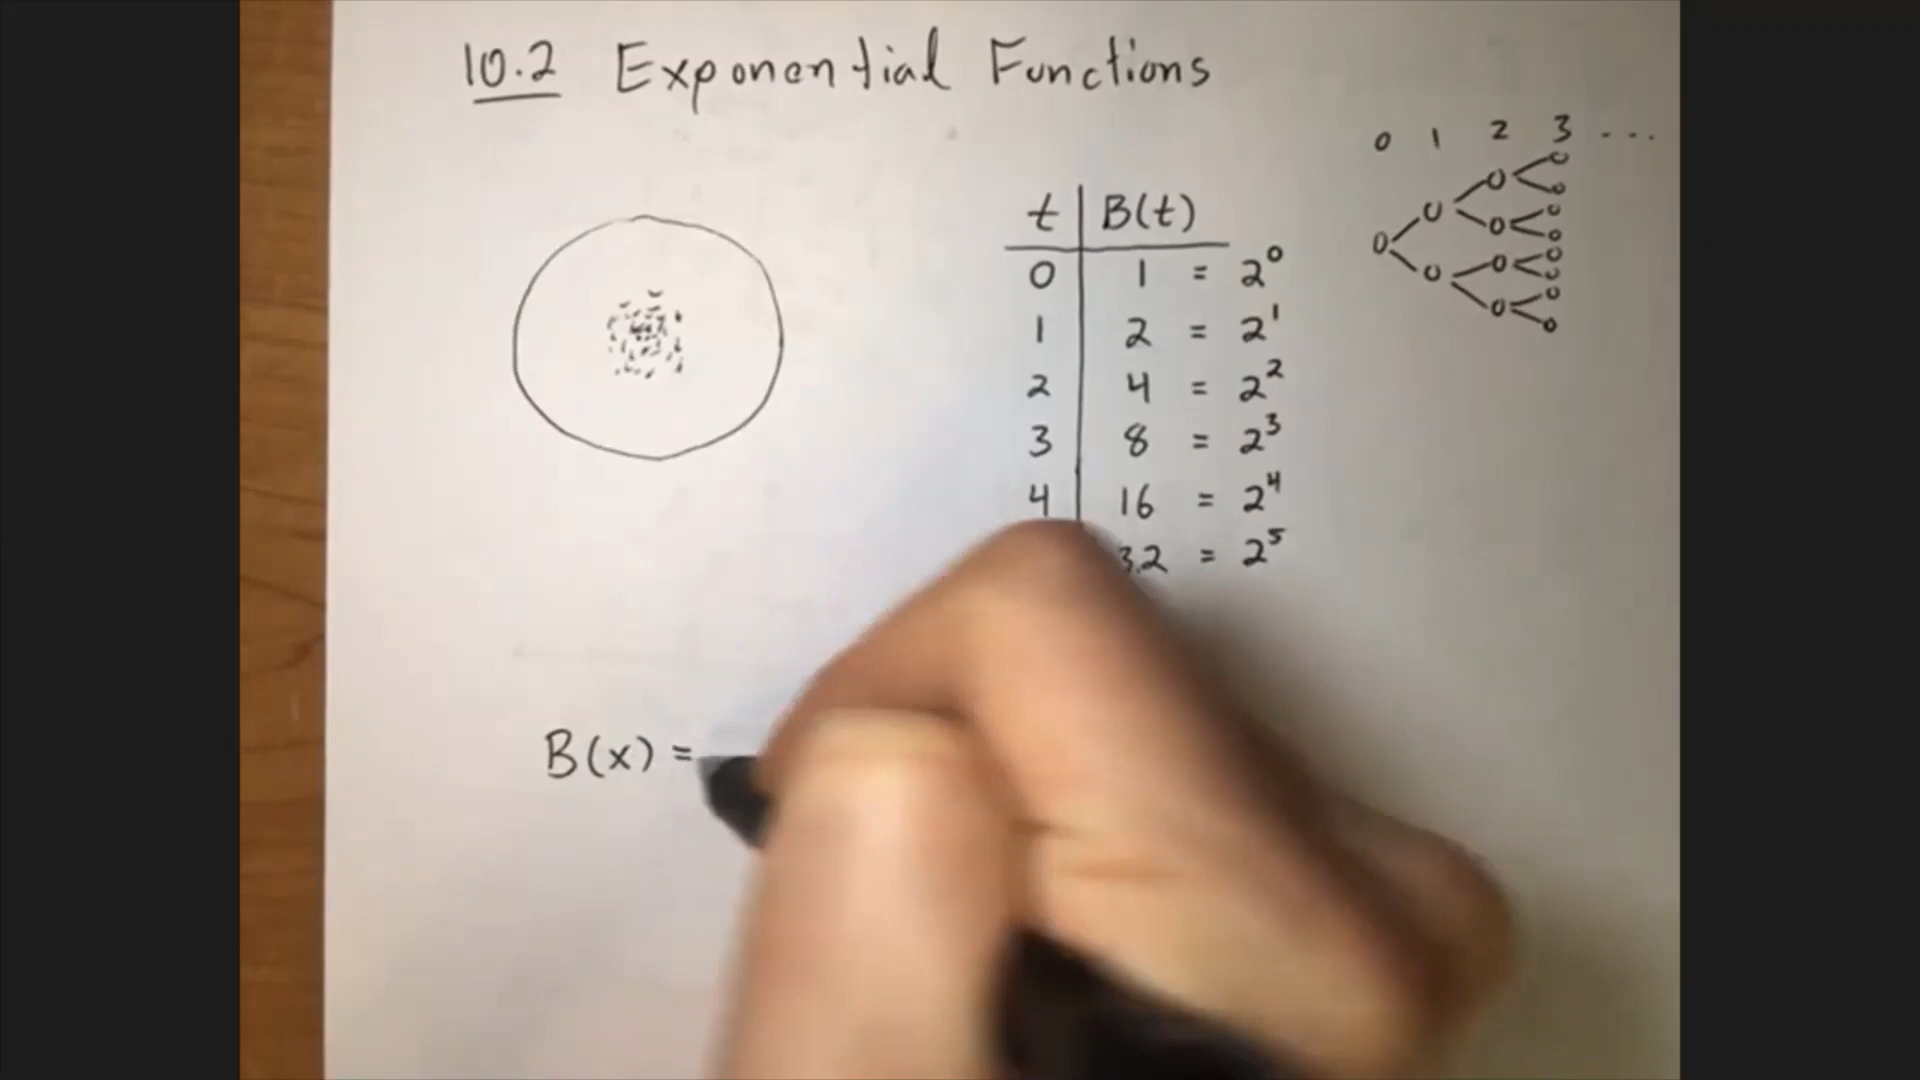 10.2 Exponential Functions
0 1 2 3 ...
t B(t)
0 1 = 2⁰
1 2 = 2¹
2 4 = 2²
3 8 = 2³
4 16 = 2⁴
32 = 2⁵
B(x) =